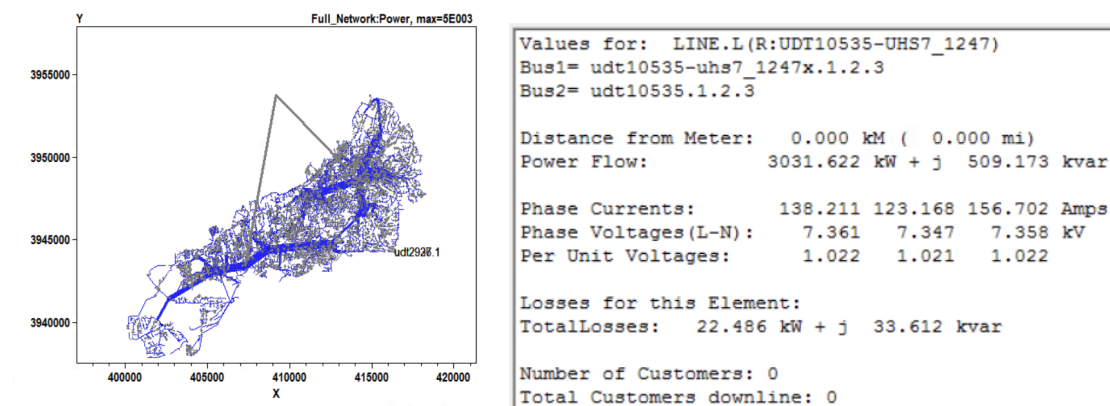 Y
Full_Network:Power, max=5E003
3955000
3950000
3945000
3940000
400000 405000 410000 415000 420000
X
Values for: LINE.L(R:UDT10535-UHS7_1247)
Bus1= udt10535-uhs7_1247x.1.2.3
Bus2= udt10535.1.2.3
Distance from Meter: 0.000 kM ( 0.000 mi)
Power Flow: 3031.622 kW + j 509.173 kvar
Phase Currents: 138.211 123.168 156.702 Amps
Phase Voltages(L-N): 7.361 7.347 7.358 kV
Per Unit Voltages: 1.022 1.021 1.022
Losses for this Element:
TotalLosses: 22.486 kW + j 33.612 kvar
Number of Customers: 0
Total Customers downline: 0